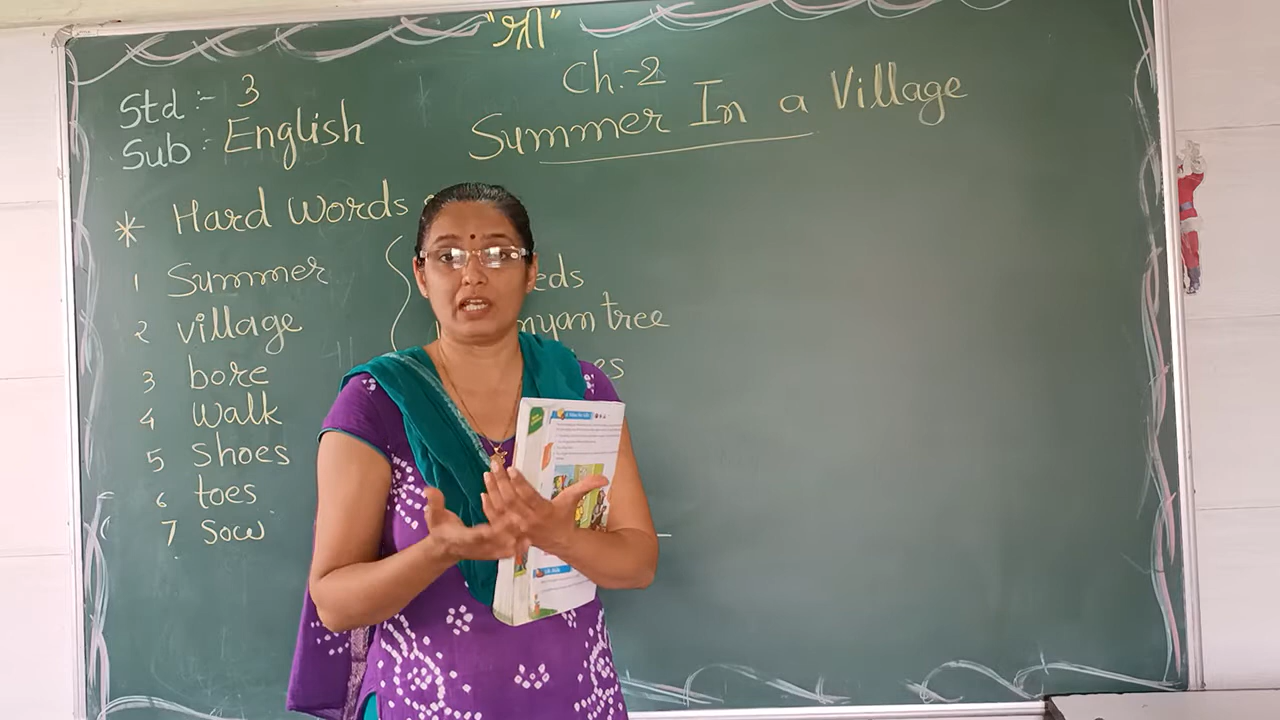 "श्री"
Std :- 3
Sub : English
Ch.-2
Summer In a Village
* Hard Words
1 Summer
2 village
3 bore
4 walk
5 Shoes
6 toes
7 Sow
tree